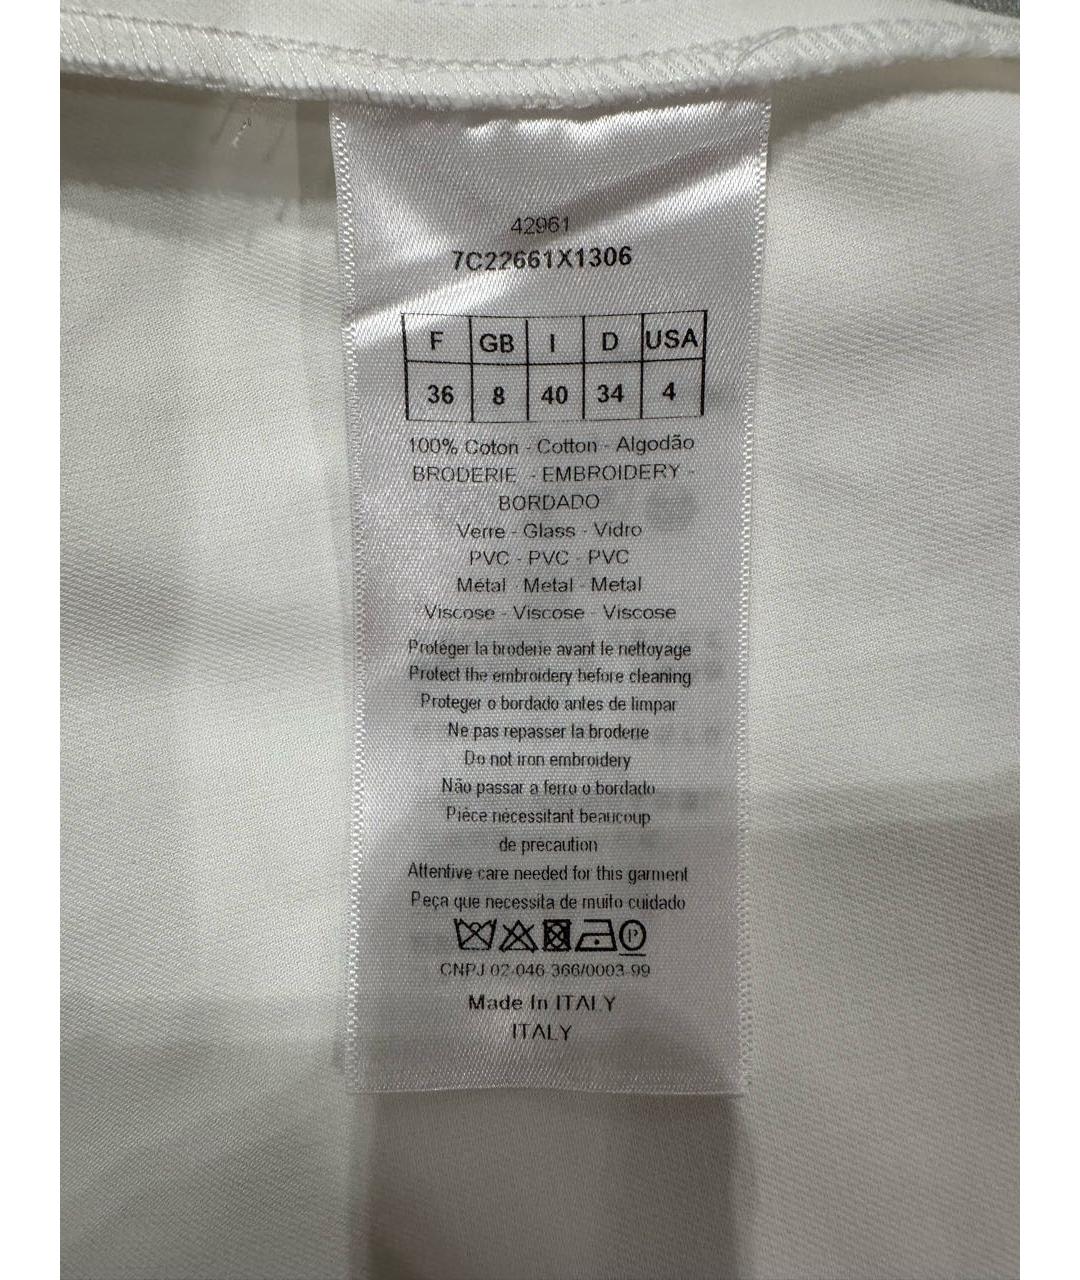 42961
7C22661X1306
F GB I D USA
36 8 40 34 4
100% Coton - Cotton - Algodão
BRODERIE - EMBROIDERY -
BORDADO
Verre - Glass - Vidro
PVC - PVC - PVC
Métal - Metal - Metal
Viscose - Viscose - Viscose
Protéger la broderie avant le nettoyage
Protect the embroidery before cleaning
Proteger o bordado antes de limpar
Ne pas repasser la broderie
Do not iron embroidery
Não passar a ferro o bordado
Pièce nécessitant beaucoup
de precaution
Attentive care needed for this garment
Peça que necessita de muito cuidado
P
CNPJ 02-046 366/0003-99
Made In ITALY
ITALY